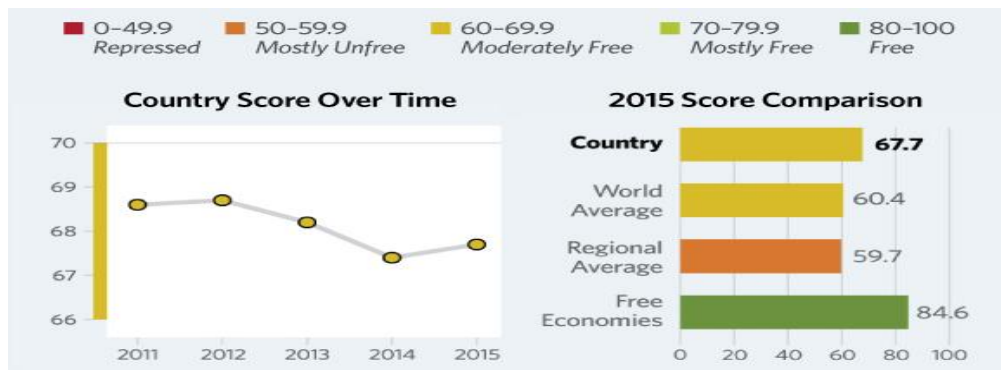 0–49.9 50–59.9 60–69.9 70–79.9 80–100
Repressed Mostly Unfree Moderately Free Mostly Free Free
Country Score Over Time
70
69
68
67
66
2011 2012 2013 2014 2015
2015 Score Comparison
Country 67.7
World
Average 60.4
Regional
Average 59.7
Free
Economies 84.6
0 20 40 60 80 100